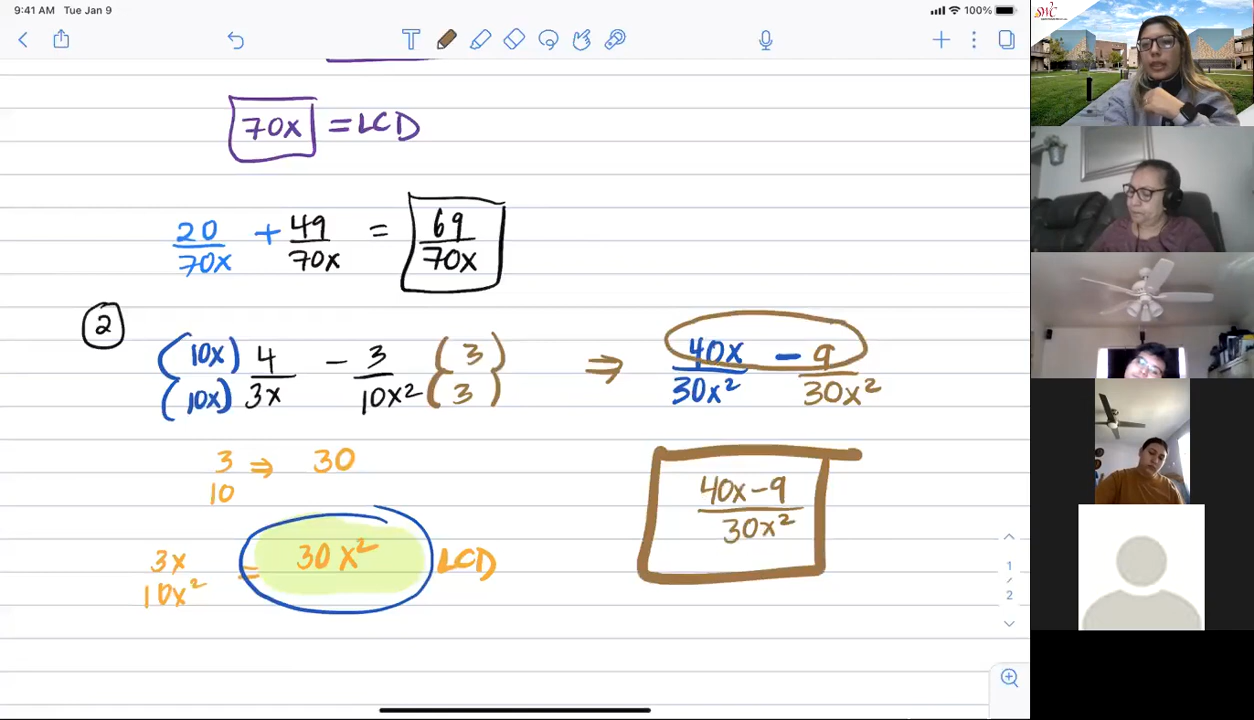 9:41 AM Tue Jan 9
100%
T
SWC
70x = LCD
20/70x + 49/70x = 69/70x
2
(10x/10x) 4/3x − 3/10x² (3/3) ⇒ 40x/30x² − 9/30x²
3
10 ⇒ 30
40x−9/30x²
3x
10x² = 30x² LCD
1
/
2